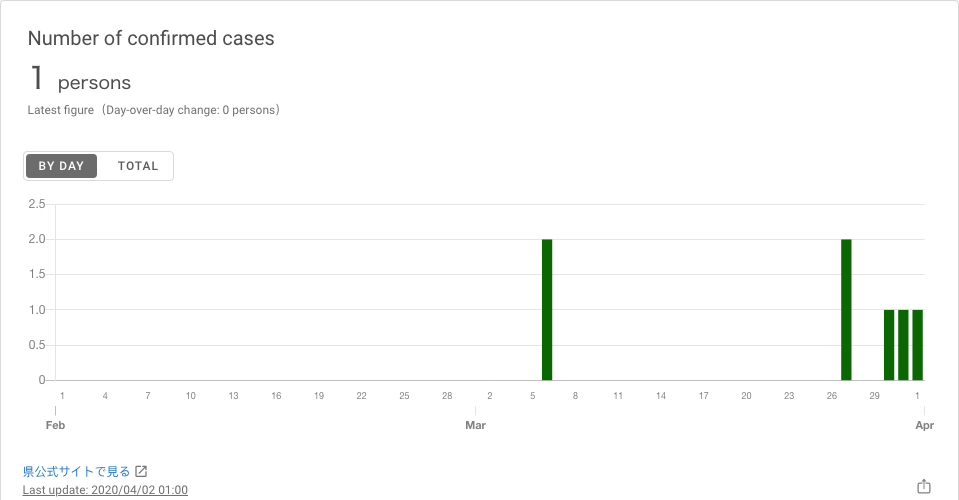 Number of confirmed cases
1 persons
Latest figure（Day-over-day change: 0 persons）
BY DAY TOTAL
2.5
2.0
1.5
1.0
0.5
0
1 4 7 10 13 16 19 22 25 28 2 5 8 11 14 17 20 23 26 29 1
Feb Mar Apr
県公式サイトで見る
Last update: 2020/04/02 01:00